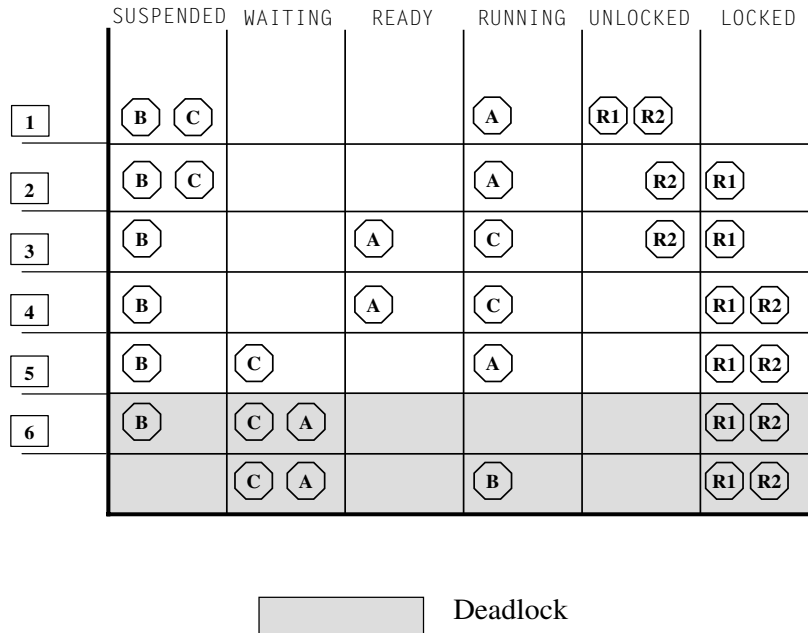 SUSPENDED WAITING READY RUNNING UNLOCKED LOCKED
1 B C A R1 R2
2 B C A R2 R1
3 B A C R2 R1
4 B A C R1 R2
5 B C A R1 R2
6 B C A R1 R2
C A B R1 R2
Deadlock